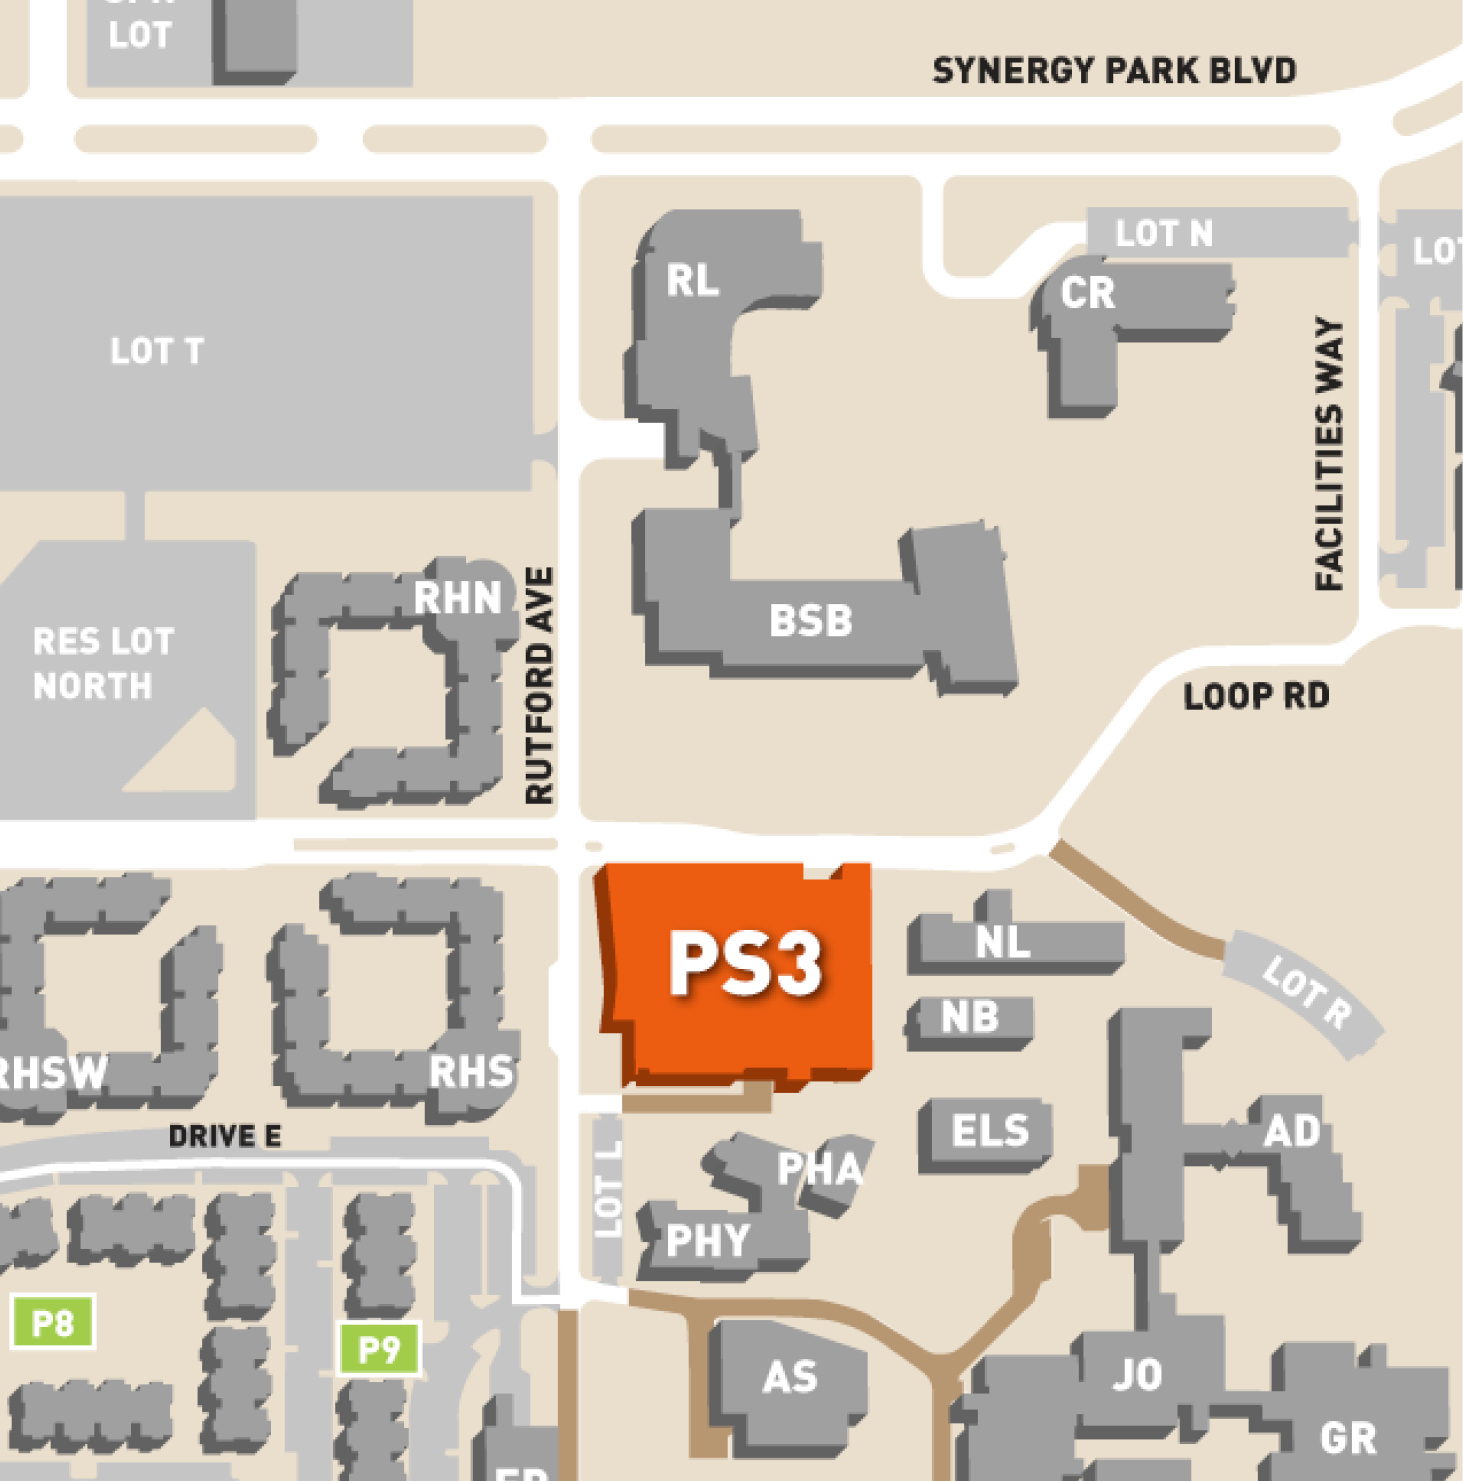 LOT
SYNERGY PARK BLVD
LOT N
LOT
RL
CR
LOT T
FACILITIES WAY
RHN
RUTFORD AVE
BSB
RES LOT
NORTH
LOOP RD
PS3
NL
LOT R
NB
RHSW
RHS
DRIVE E
ELS
AD
LOT L
PHA
PHY
P8
P9
AS
JO
GR